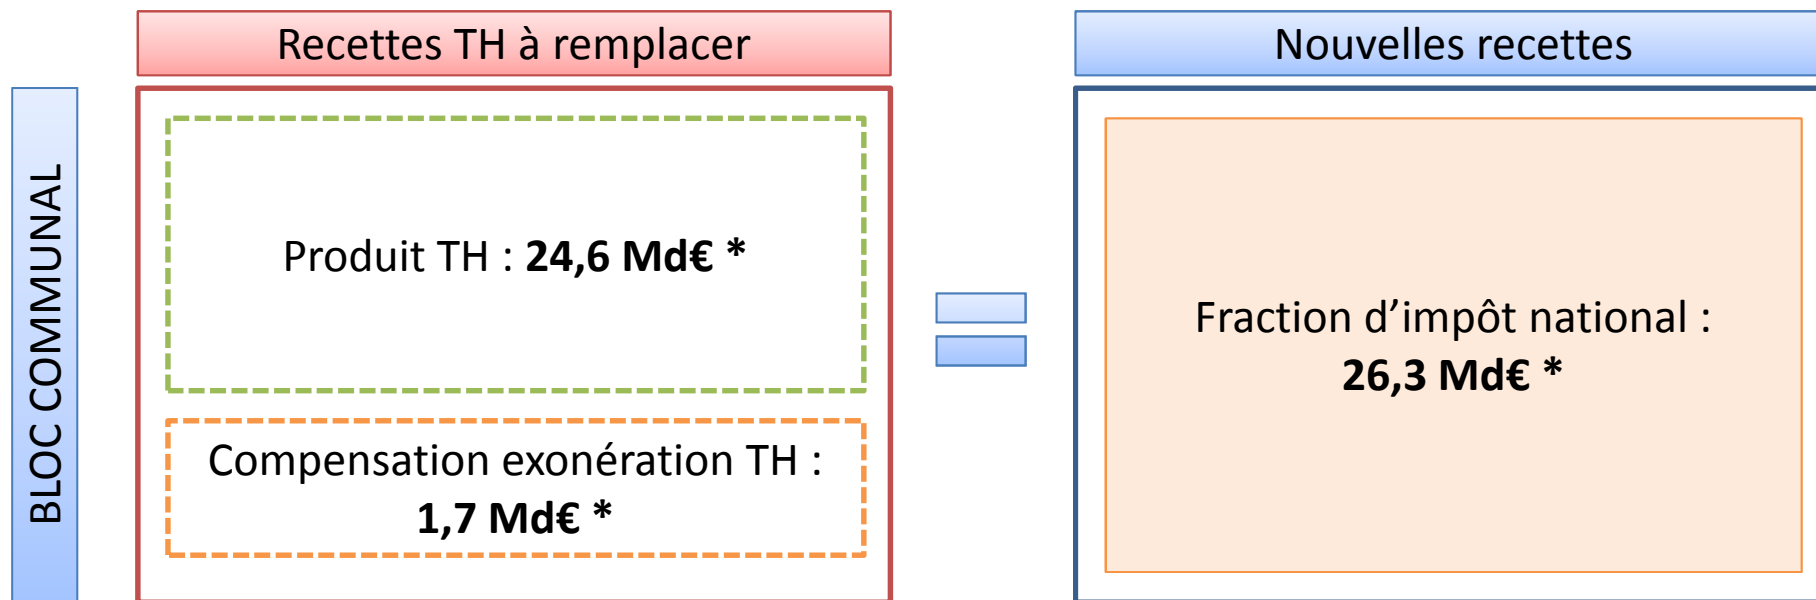 Recettes TH à remplacer
Nouvelles recettes
BLOC COMMUNAL
Produit TH : 24,6 Md€ *
Compensation exonération TH :
1,7 Md€ *
Fraction d’impôt national :
26,3 Md€ *